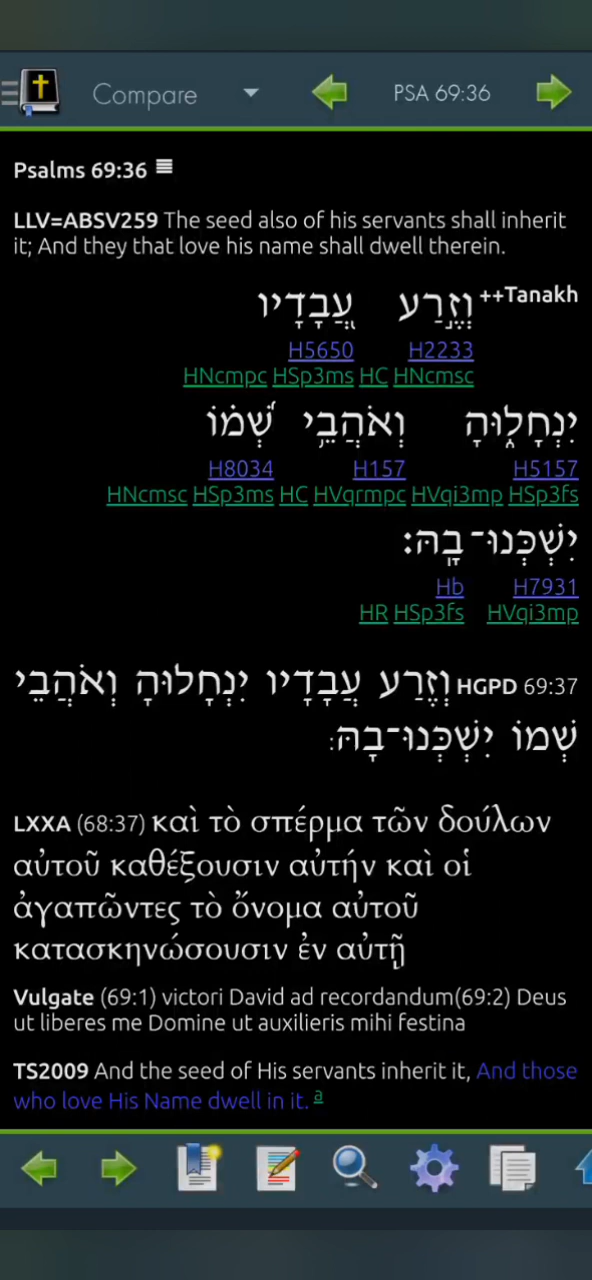 Compare PSA 69:36
Psalms 69:36
LLV=ABSV259 The seed also of his servants shall inherit
it; And they that love his name shall dwell therein.
++Tanakh וְזֶ֣רַע עֲ֭בָדָיו
H2233 H5650
HNcmpc HSp3ms HC HNcmsc
יִנְחָל֑וּהָ וְאֹהֲבֵ֥י שְׁ֝מ֗וֹ
H5157 H157 H8034
HNcmsc HSp3ms HC HVqrmpc HVqi3mp HSp3fs
יִשְׁכְּנוּ־בָֽהּ׃
H7931 Hb
HR HSp3fs HVqi3mp
HGPD 69:37 וְזֶרַע עֲבָדָיו יִנְחָלוּהָ וְאֹהֲבֵי
שְׁמוֹ יִשְׁכְּנוּ־בָהּ׃
LXXA (68:37) καὶ τὸ σπέρμα τῶν δούλων
αὐτοῦ καθέξουσιν αὐτήν καὶ οἱ
ἀγαπῶντες τὸ ὄνομα αὐτοῦ
κατασκηνώσουσιν ἐν αὐτῇ
Vulgate (69:1) victori David ad recordandum(69:2) Deus
ut liberes me Domine ut auxilieris mihi festina
TS2009 And the seed of His servants inherit it, And those
who love His Name dwell in it. a